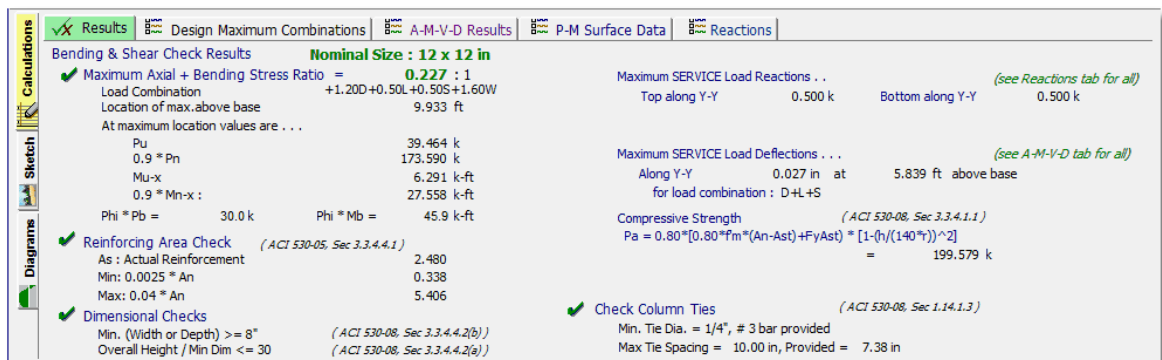 Results
Design Maximum Combinations
A-M-V-D Results
P-M Surface Data
Reactions
Calculations
Sketch
Diagrams
Bending & Shear Check Results
Nominal Size : 12 x 12 in
Maximum Axial + Bending Stress Ratio = 0.227 : 1
Load Combination +1.20D+0.50L+0.50S+1.60W
Location of max.above base 9.933 ft
At maximum location values are . . .
Pu 39.464 k
0.9 * Pn 173.590 k
Mu-x 6.291 k-ft
0.9 * Mn-x : 27.558 k-ft
Phi * Pb = 30.0 k Phi * Mb = 45.9 k-ft
Reinforcing Area Check (ACI 530-05, Sec 3.3.4.4.1)
As : Actual Reinforcement 2.480
Min: 0.0025 * An 0.338
Max: 0.04 * An 5.406
Dimensional Checks
Min. (Width or Depth) >= 8" (ACI 530-08, Sec 3.3.4.4.2(b))
Overall Height / Min Dim <= 30 (ACI 530-08, Sec 3.3.4.4.2(a))
Maximum SERVICE Load Reactions . . (see Reactions tab for all)
Top along Y-Y 0.500 k Bottom along Y-Y 0.500 k
Maximum SERVICE Load Deflections . . . (see A-M-V-D tab for all)
Along Y-Y 0.027 in at 5.839 ft above base
for load combination : D+L+S
Compressive Strength (ACI 530-08, Sec 3.3.4.1.1)
Pa = 0.80*[0.80*f'm*(An-Ast)+FyAst) * [1-(h/(140*r))^2]
= 199.579 k
Check Column Ties (ACI 530-08, Sec 1.14.1.3)
Min. Tie Dia. = 1/4", # 3 bar provided
Max Tie Spacing = 10.00 in, Provided = 7.38 in